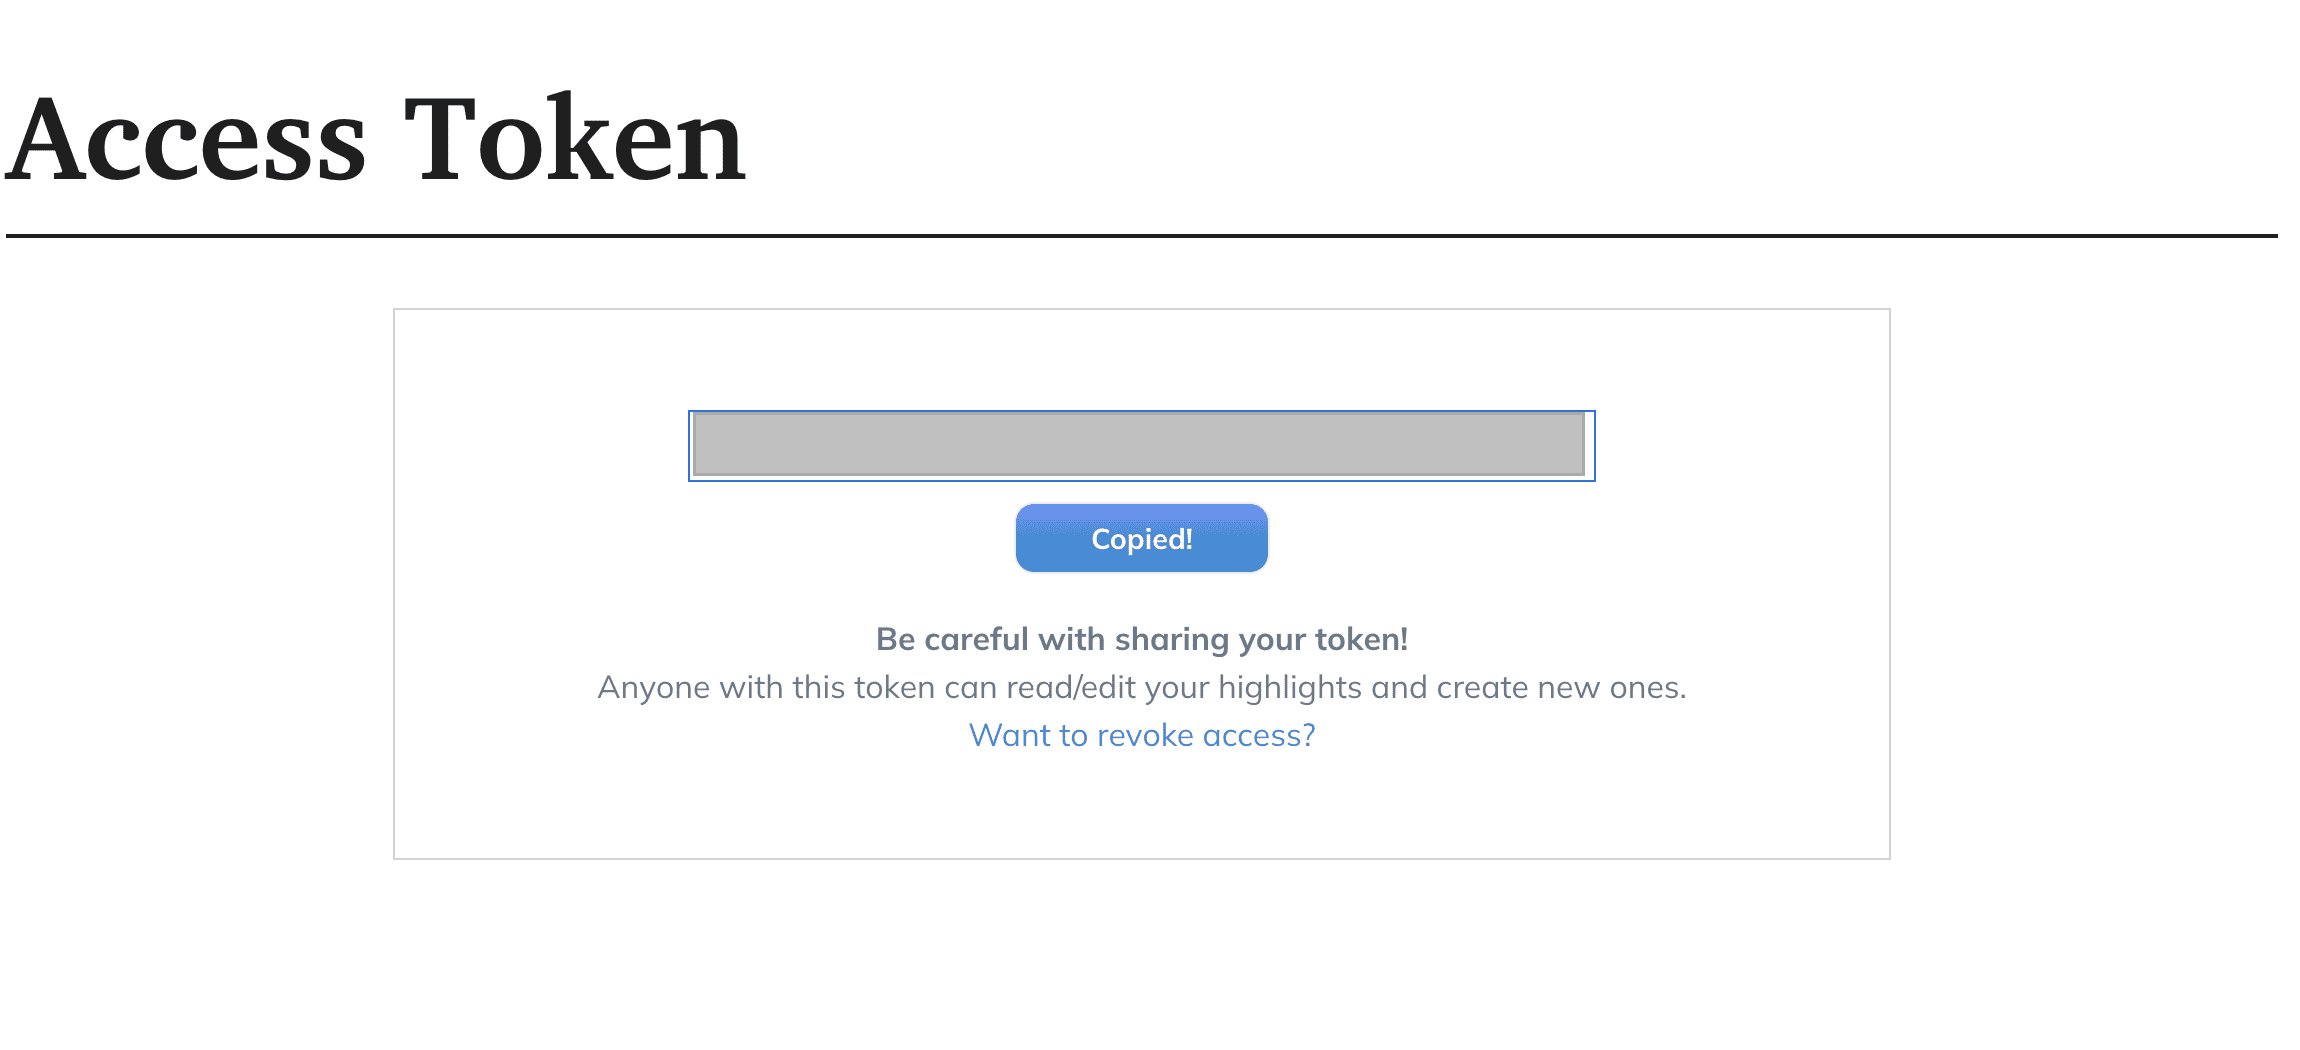 Access Token
Copied!
Be careful with sharing your token!
Anyone with this token can read/edit your highlights and create new ones.
Want to revoke access?